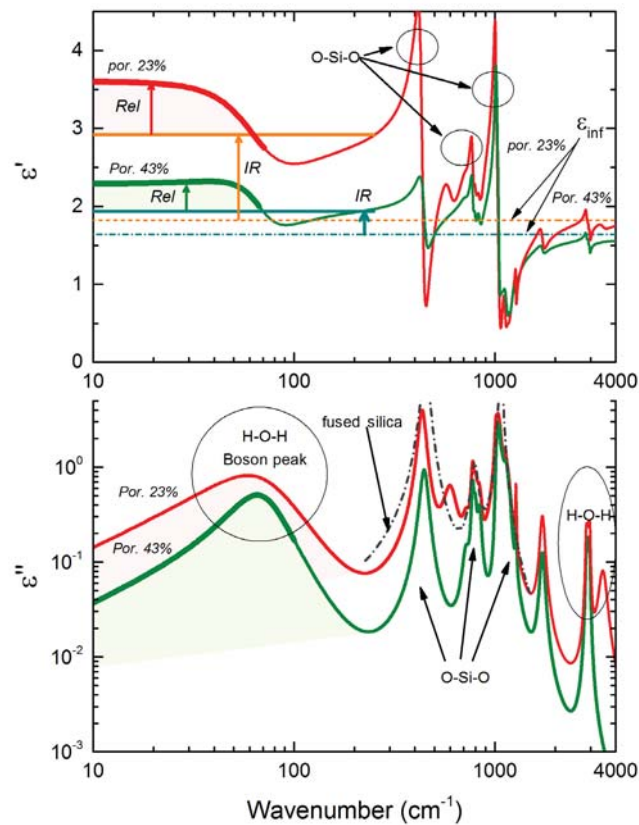 4
3
2
1
0
ε'
por. 23%
Rel
Por. 43%
Rel
IR
IR
O-Si-O
ε_inf
por. 23%
Por. 43%
10
100
1000
4000
10^0
10^-1
10^-2
10^-3
ε''
H-O-H
Boson peak
fused silica
Por. 23%
Por. 43%
H-O-H
O-Si-O
10
100
1000
4000
Wavenumber (cm^-1)